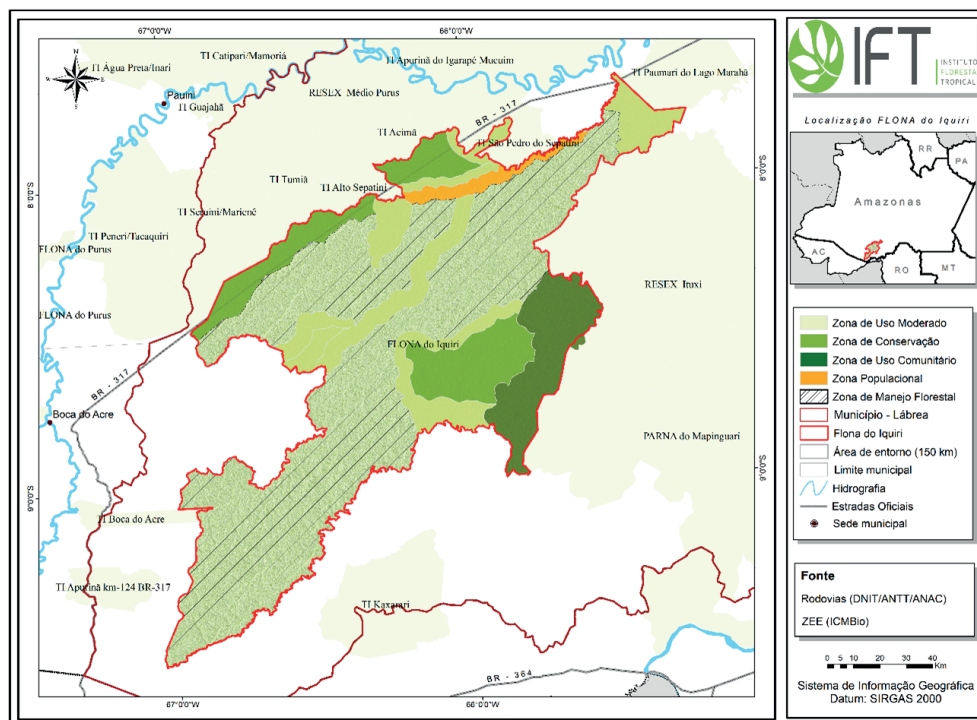 67°0'0"S
66°0'0"S
TI Água Preta/Inari
TI Catipari/Mamoriá
TI Apurinã do Igarapé Mucuim
TI Paumari do Lago Marahã
N
W
E
S
Pauini
TI Guajahã
RESEX Médio Purus
BR - 317
TI Acimã
TI São Pedro do Sepatini
8°0'0"S
8°0'0"S
TI Tumiã
TI Alto Sepatini
TI Seruini/Marienê
TI Peneri/Tacaquiri
FLONA do Purus
RESEX Ituxi
FLONA do Purus
FLONA do Iquiri
BR - 317
Boca do Acre
PARNA do Mapinguari
9°0'0"S
9°0'0"S
TI Boca do Acre
TI Apurinã km-124 BR-317
TI Kaxarari
BR - 364
67°0'0"S
66°0'0"S
IFT
INSTITUTO
FLORESTA
TROPICAL
Localização FLONA do Iquiri
RR
PA
Amazonas
AC
RO
MT
Zona de Uso Moderado
Zona de Conservação
Zona de Uso Comunitário
Zona Populacional
Zona de Manejo Florestal
Município - Lábrea
Flona do Iquiri
Área de entorno (150 km)
Limite municipal
Hidrografia
Estradas Oficiais
Sede municipal
Fonte
Rodovias (DNIT/ANTT/ANAC)
ZEE (ICMBio)
0 5 10 20 30 40
Km
Sistema de Informação Geográfica
Datum: SIRGAS 2000